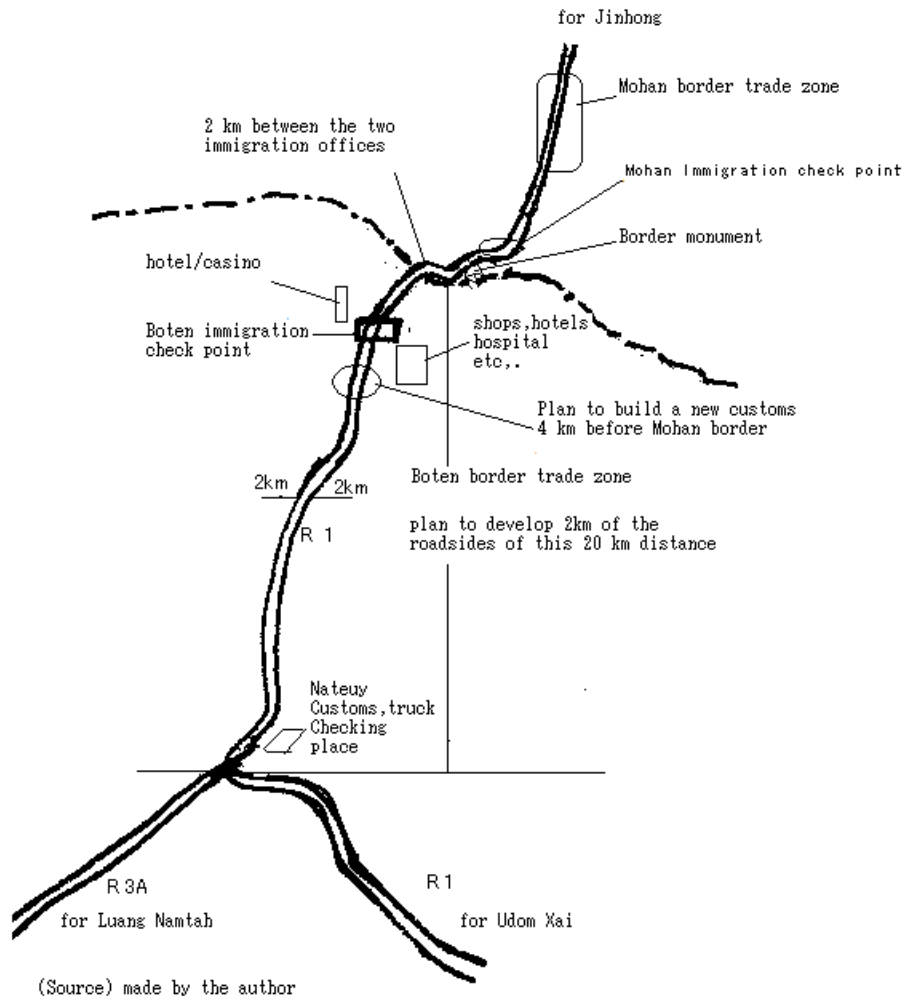 for Jinhong
Mohan border trade zone
2 km between the two
immigration offices
Mohan Immigration check point
Border monument
hotel/casino
Boten immigration
check point
shops,hotels
hospital
etc,.
Plan to build a new customs
4 km before Mohan border
Boten border trade zone
2km
2km
plan to develop 2km of the
roadsides of this 20 km distance
R 1
Nateuy
Customs,truck
Checking
place
R 3A
R 1
for Luang Namtah
for Udom Xai
(Source) made by the author